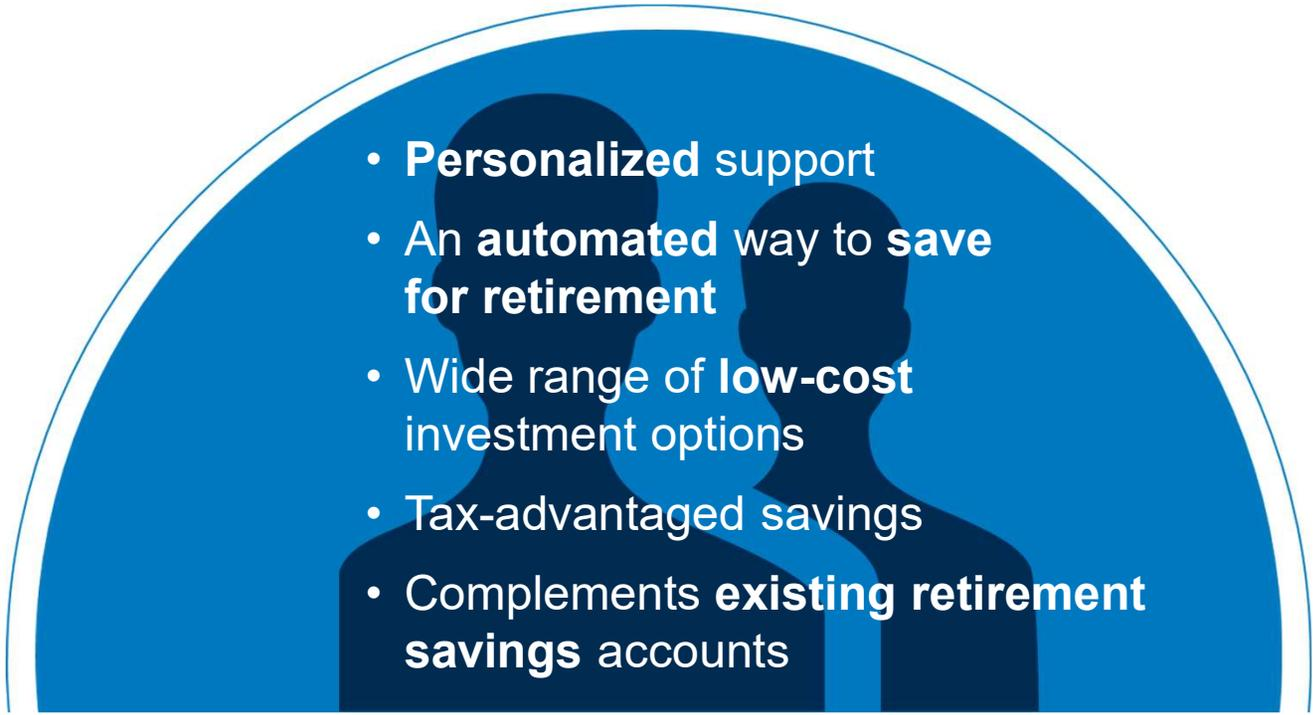 • Personalized support
• An automated way to save
for retirement
• Wide range of low-cost
investment options
• Tax-advantaged savings
• Complements existing retirement
savings accounts